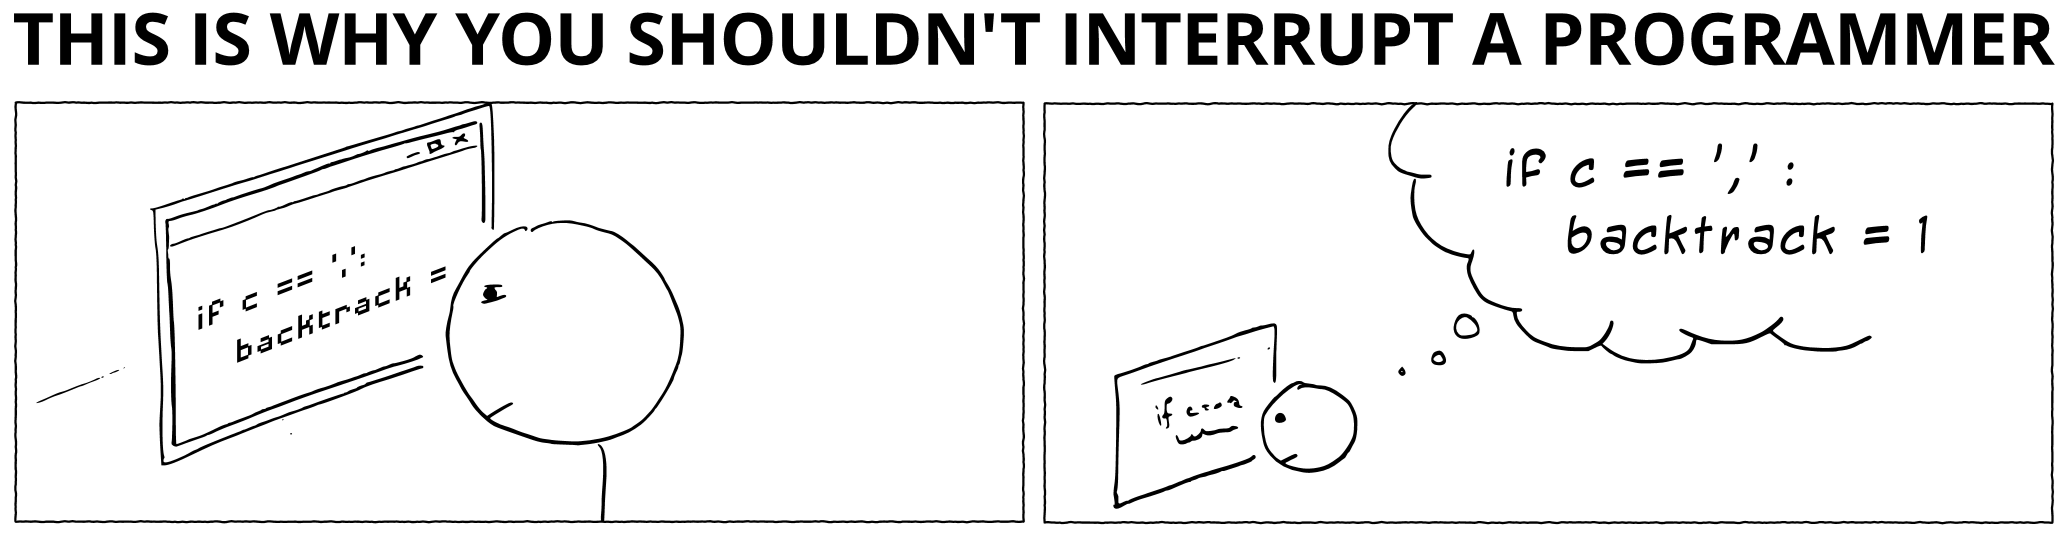 THIS IS WHY YOU SHOULDN'T INTERRUPT A PROGRAMMER
if c == ',':
backtrack =
if c == ',' :
backtrack = 1
if c